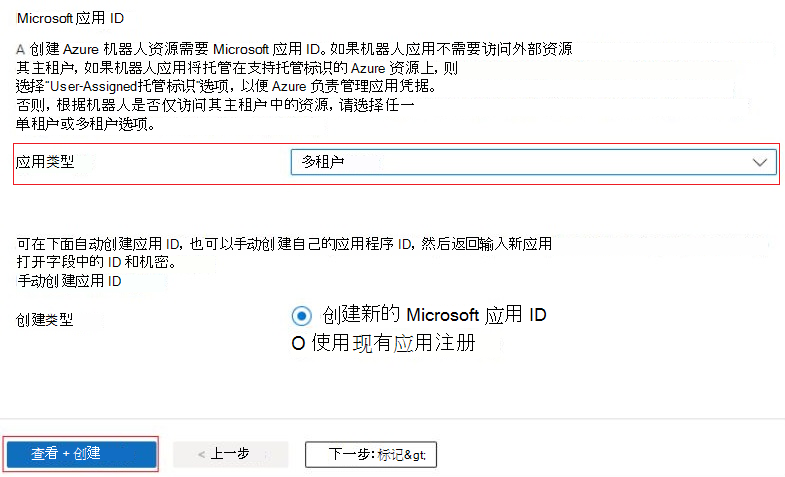 Microsoft 应用 ID
A 创建 Azure 机器人资源需要 Microsoft 应用 ID。如果机器人应用不需要访问外部资源
其主租户, 如果机器人应用将托管在支持托管标识的 Azure 资源上, 则
选择"User-Assigned托管标识"选项, 以便 Azure 负责管理应用凭据。
否则, 根据机器人是否仅访问其主租户中的资源, 请选择任一
单租户或多租户选项。
应用类型 多租户
可在下面自动创建应用 ID, 也可以手动创建自己的应用程序 ID, 然后返回输入新应用
打开字段中的 ID 和机密。
手动创建应用 ID
创建类型 创建新的 Microsoft 应用 ID
O 使用现有应用注册
查看 + 创建 < 上一步 下一步: 标记&gt;